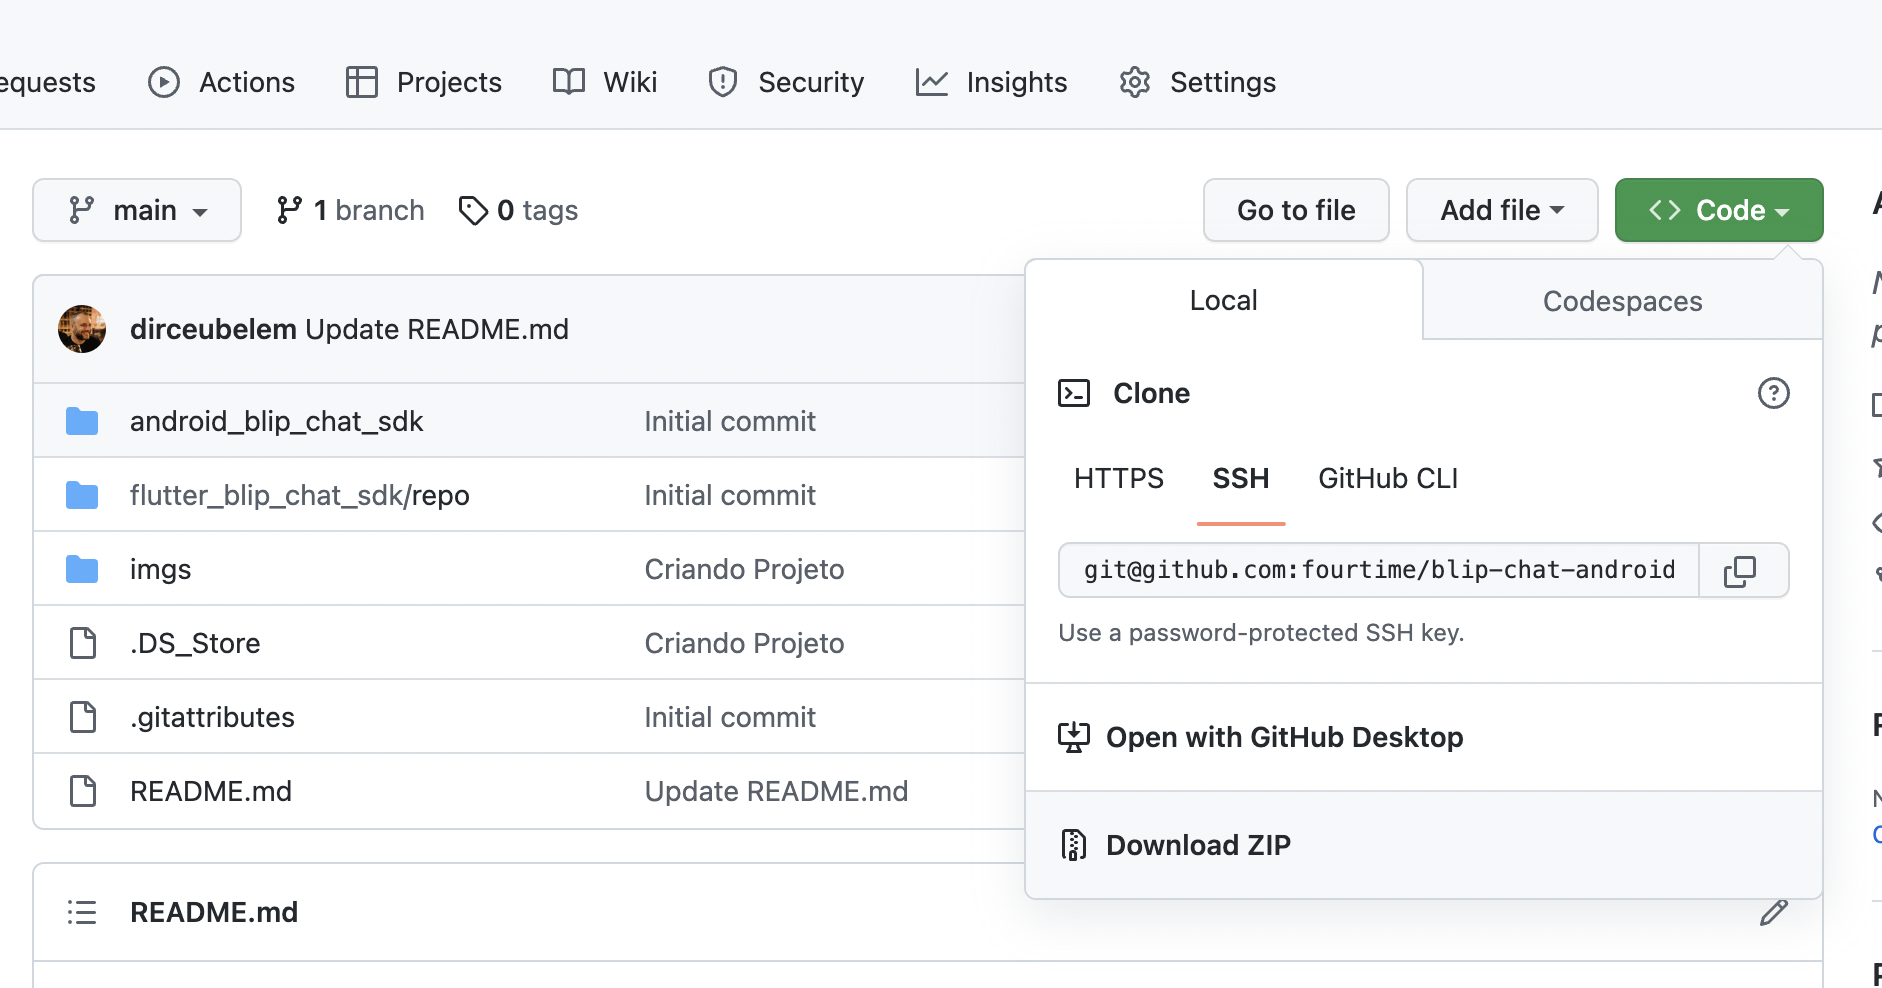 equests Actions Projects Wiki Security Insights Settings
main 1 branch 0 tags Go to file Add file <> Code
Local Codespaces
dirceubelem Update README.md
Clone
android_blip_chat_sdk Initial commit
HTTPS SSH GitHub CLI
flutter_blip_chat_sdk/repo Initial commit
git@github.com:fourtime/blip-chat-android
imgs Criando Projeto
Use a password-protected SSH key.
.DS_Store Criando Projeto
.gitattributes Initial commit
Open with GitHub Desktop
README.md Update README.md
Download ZIP
README.md